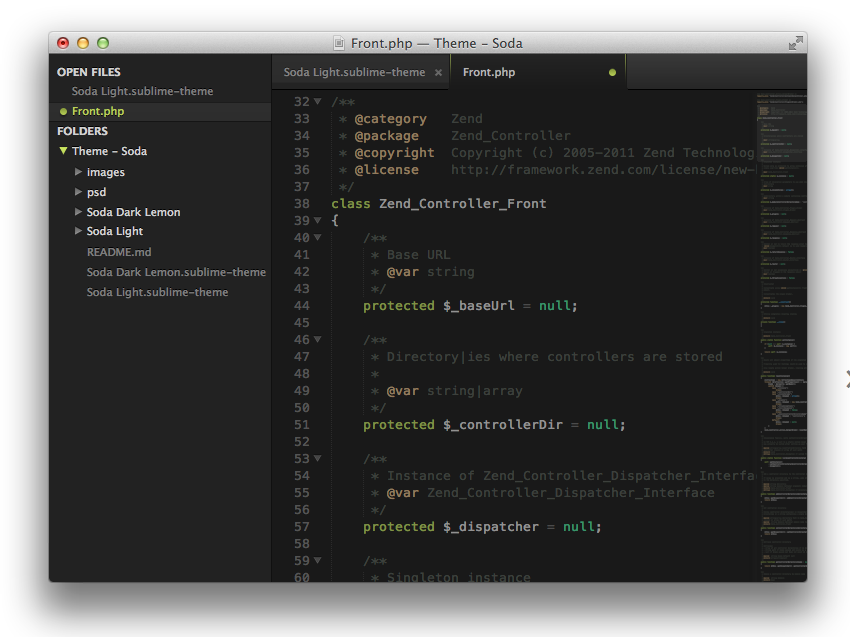 Front.php — Theme – Soda
OPEN FILES
Soda Light.sublime-theme
Front.php
FOLDERS
Theme – Soda
images
psd
Soda Dark Lemon
Soda Light
README.md
Soda Dark Lemon.sublime-theme
Soda Light.sublime-theme
Soda Light.sublime-theme × Front.php
32 /**
33 * @category Zend
34 * @package Zend_Controller
35 * @copyright Copyright (c) 2005-2011 Zend Technolog
36 * @license http://framework.zend.com/license/new-
37 */
38 class Zend_Controller_Front
39 {
40 /**
41 * Base URL
42 * @var string
43 */
44 protected $_baseUrl = null;
45
46 /**
47 * Directory|ies where controllers are stored
48 *
49 * @var string|array
50 */
51 protected $_controllerDir = null;
52
53 /**
54 * Instance of Zend_Controller_Dispatcher_Interfa
55 * @var Zend_Controller_Dispatcher_Interface
56 */
57 protected $_dispatcher = null;
58
59 /**
60 * Singleton instance